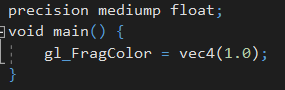 precision mediump float;
void main() {
    gl_FragColor = vec4(1.0);
}